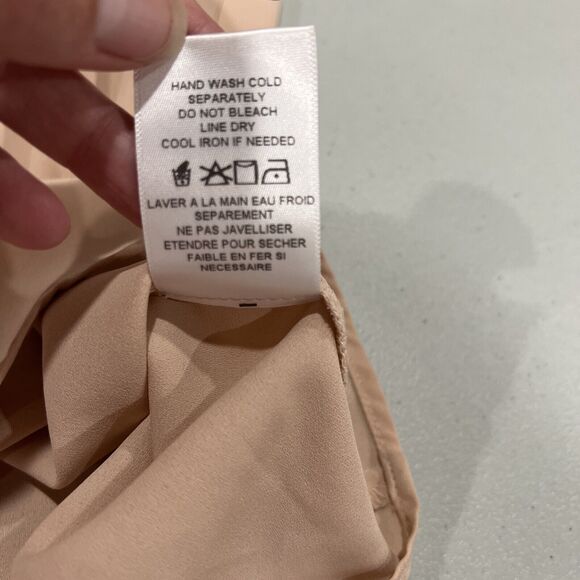 HAND WASH COLD
SEPARATELY
DO NOT BLEACH
LINE DRY
COOL IRON IF NEEDED
LAVER A LA MAIN EAU FROID
SEPAREMENT
NE PAS JAVELLISER
ETENDRE POUR SECHER
FAIBLE EN FER SI
NECESSAIRE